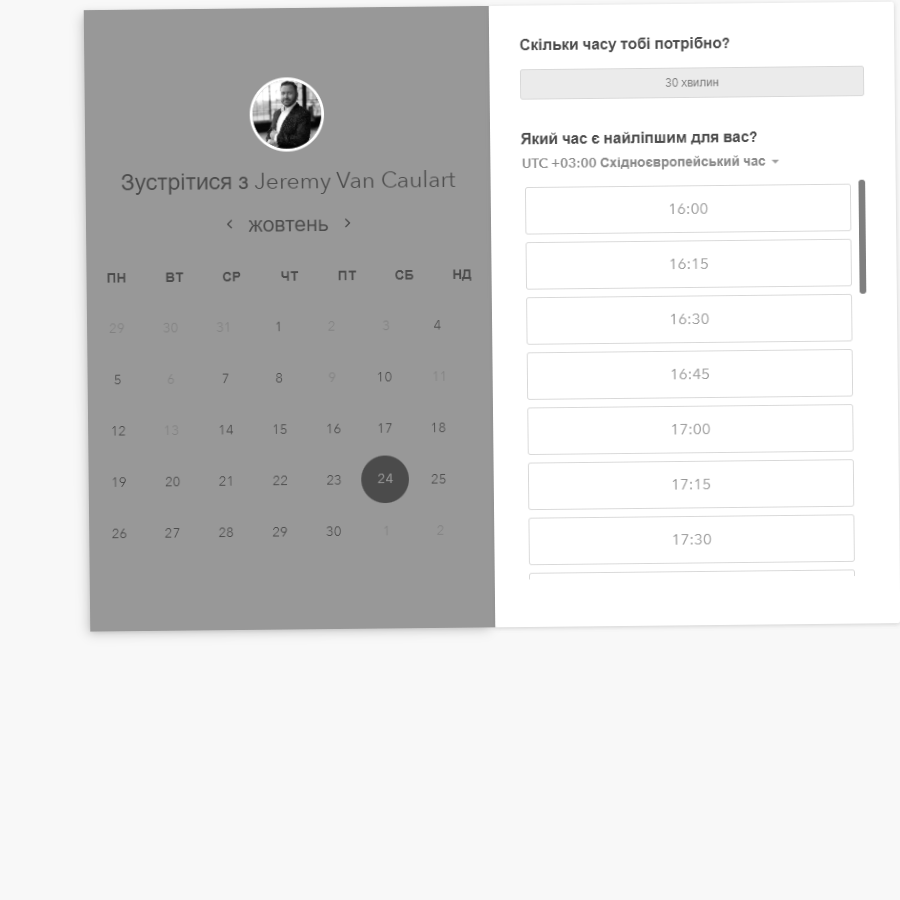 Зустрітися з Jeremy Van Caulart
жовтень
ПН ВТ СР ЧТ ПТ СБ НД
29 30 31 1 2 3 4
5 6 7 8 9 10 11
12 13 14 15 16 17 18
19 20 21 22 23 24 25
26 27 28 29 30 1 2
Скільки часу тобі потрібно?
30 хвилин
Який час є найліпшим для вас?
UTC +03:00 Східноєвропейський час
16:00
16:15
16:30
16:45
17:00
17:15
17:30